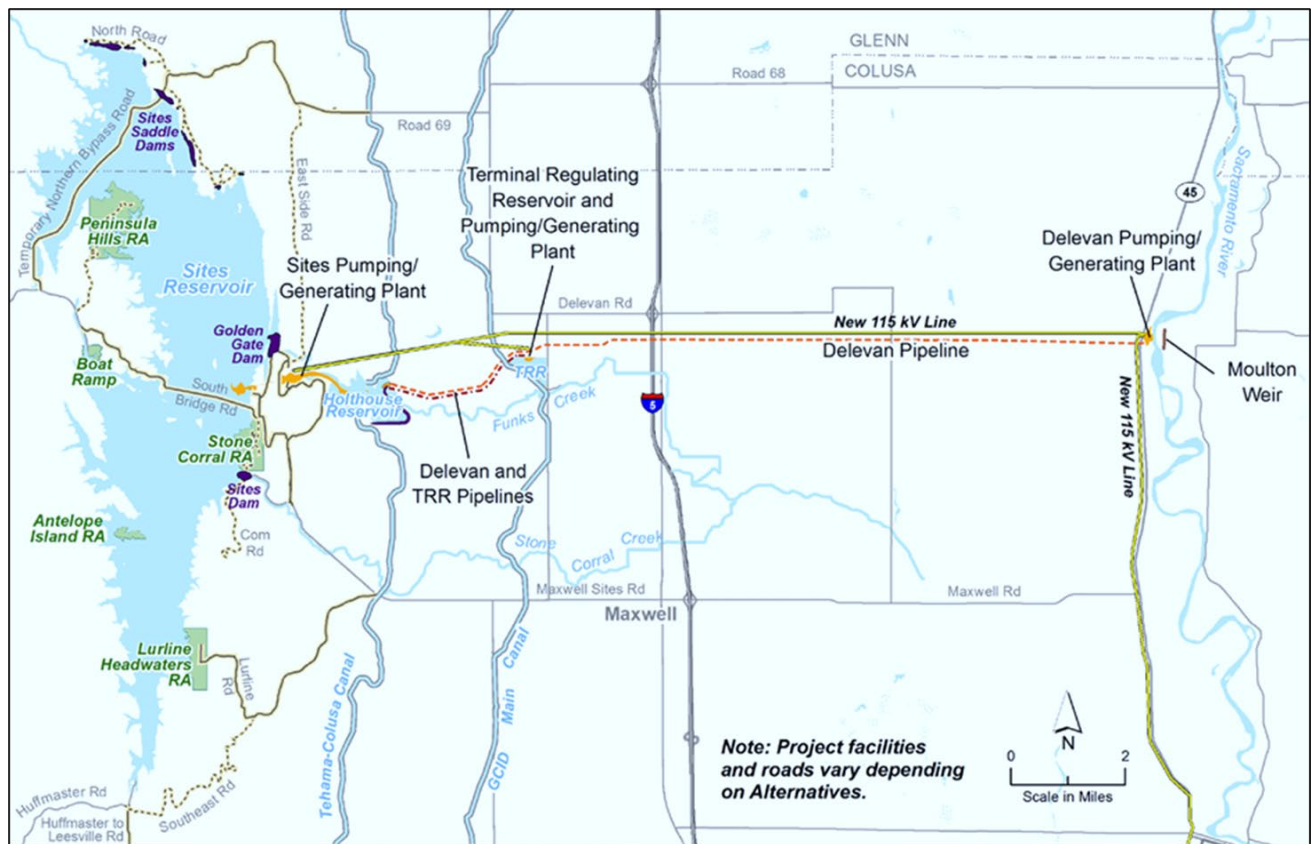 North Road
GLENN
COLUSA
Road 68
Sites
Saddle
Dams
Road 69
Temporary Northern Bypass Road
East Side Rd
Terminal Regulating
Reservoir and
Pumping/Generating
Plant
45
Sacramento River
Peninsula
Hills RA
Sites
Reservoir
Sites Pumping/
Generating Plant
Delevan Pumping/
Generating Plant
Delevan Rd
Golden
Gate
Dam
New 115 kV Line
Delevan Pipeline
Boat
Ramp
TRR
Moulton
Weir
South
Bridge Rd
Holthouse
Reservoir
Funks Creek
5
New 115 kV Line
Stone
Corral RA
Delevan and
TRR Pipelines
Sites
Dam
Antelope
Island RA
Com
Rd
Stone Corral Creek
Maxwell Sites Rd
Maxwell Rd
Maxwell
Lurline
Headwaters
RA
Lurline
Rd
Tehama-Colusa Canal
GCID Main Canal
Note: Project facilities
and roads vary depending
on Alternatives.
N
0 2
Scale in Miles
Huffmaster Rd
Southeast Rd
Huffmaster to
Leesville Rd